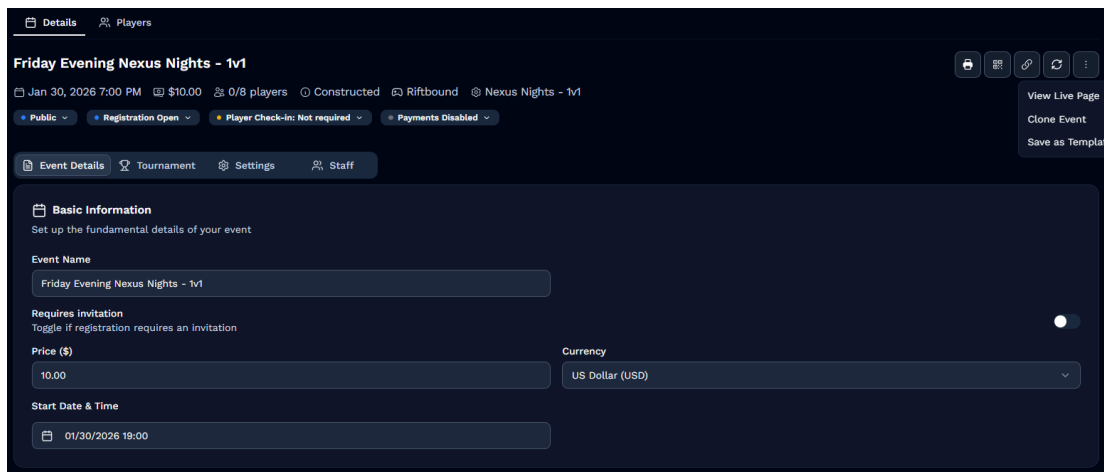 Details Players
Friday Evening Nexus Nights - 1v1
Jan 30, 2026 7:00 PM $10.00 0/8 players Constructed Riftbound Nexus Nights - 1v1
Public Registration Open Player Check-in: Not required Payments Disabled
View Live Page
Clone Event
Save as Templat
Event Details Tournament Settings Staff
Basic Information
Set up the fundamental details of your event
Event Name
Friday Evening Nexus Nights - 1v1
Requires invitation
Toggle if registration requires an invitation
Price ($) Currency
10.00 US Dollar (USD)
Start Date & Time
01/30/2026 19:00